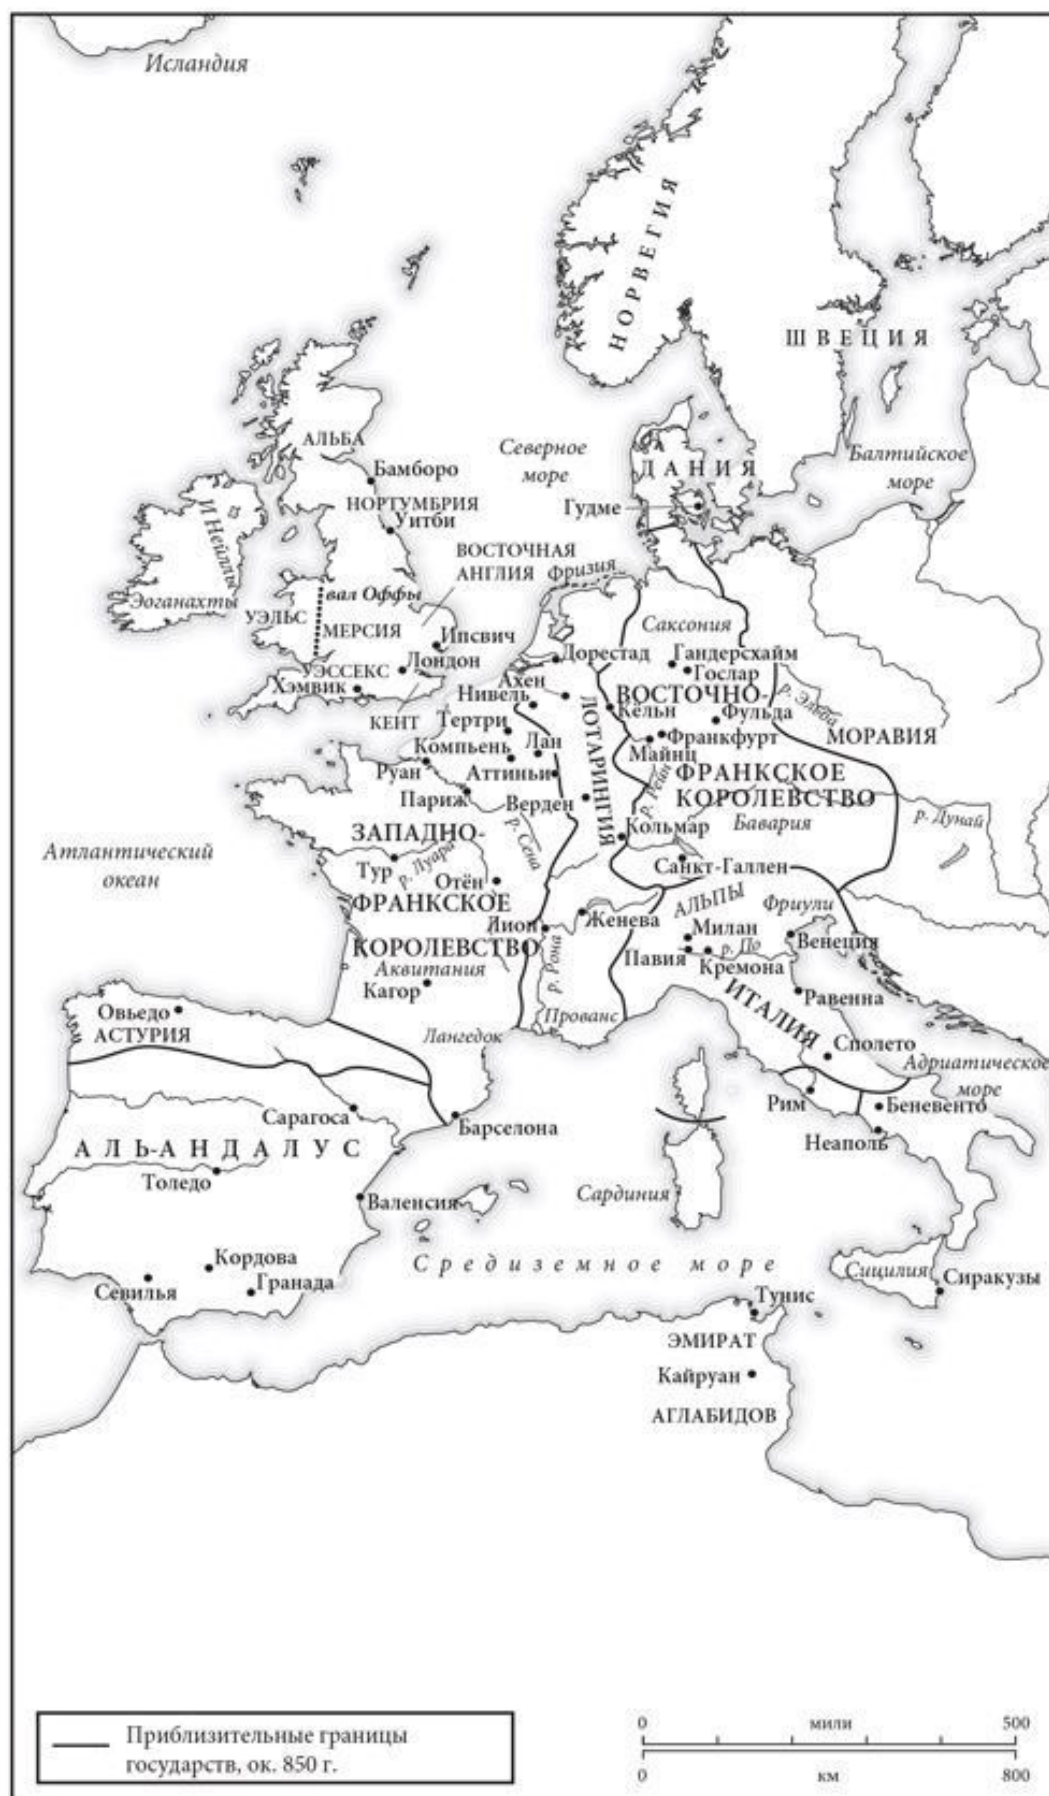 Исландия
НОРВЕГИЯ
ШВЕЦИЯ
АЛЬБА
Северное
море
ДАНИЯ
Балтийское
море
Бамборо
НОРТУМБРИЯ
Уитби
Гудме
И Нейллы
ВОСТОЧНАЯ
АНГЛИЯ
Фризия
Эоганахты
вал Оффы
УЭЛЬС
МЕРСИЯ
Ипсвич
Саксония
УЭССЕКС
Лондон
Дорестад
Гандерсхайм
Гослар
Хэмвик
Ахен
Нивель
ВОСТОЧНО-
р. Эльба
КЕНТ
Тертри
Кельн
Фульда
МОРАВИЯ
Компьень
Лан
ЛОТАРИНГИЯ
Франкфурт
Майнц
Руан
Аттиньи
р. Рейн
ФРАНКСКОЕ
КОРОЛЕВСТВО
Париж
Верден
р. Сена
Кольмар
Бавария
р. Дунай
ЗАПАДНО-
Атлантический
океан
Тур
р. Луара
Отён
Санкт-Галлен
ФРАНКСКОЕ
АЛЬПЫ
Фриули
Лион
Женева
Милан
КОРОЛЕВСТВО
р. Рона
Павия
р. По
Венеция
Кремона
Аквитания
Кагор
ИТАЛИЯ
Равенна
Овьедо
АСТУРИЯ
Лангедок
Прованс
Сполето
Адриатическое
море
Сарагоса
Барселона
Рим
Беневенто
Неаполь
АЛЬ-АНДАЛУС
Толедо
Валенсия
Сардиния
Кордова
Средиземное море
Сицилия
Сиракузы
Севилья
Гранада
Тунис
ЭМИРАТ
Кайруан
АГЛАБИДОВ
Приблизительные границы
государств, ок. 850 г.
0 мили 500
0 км 800